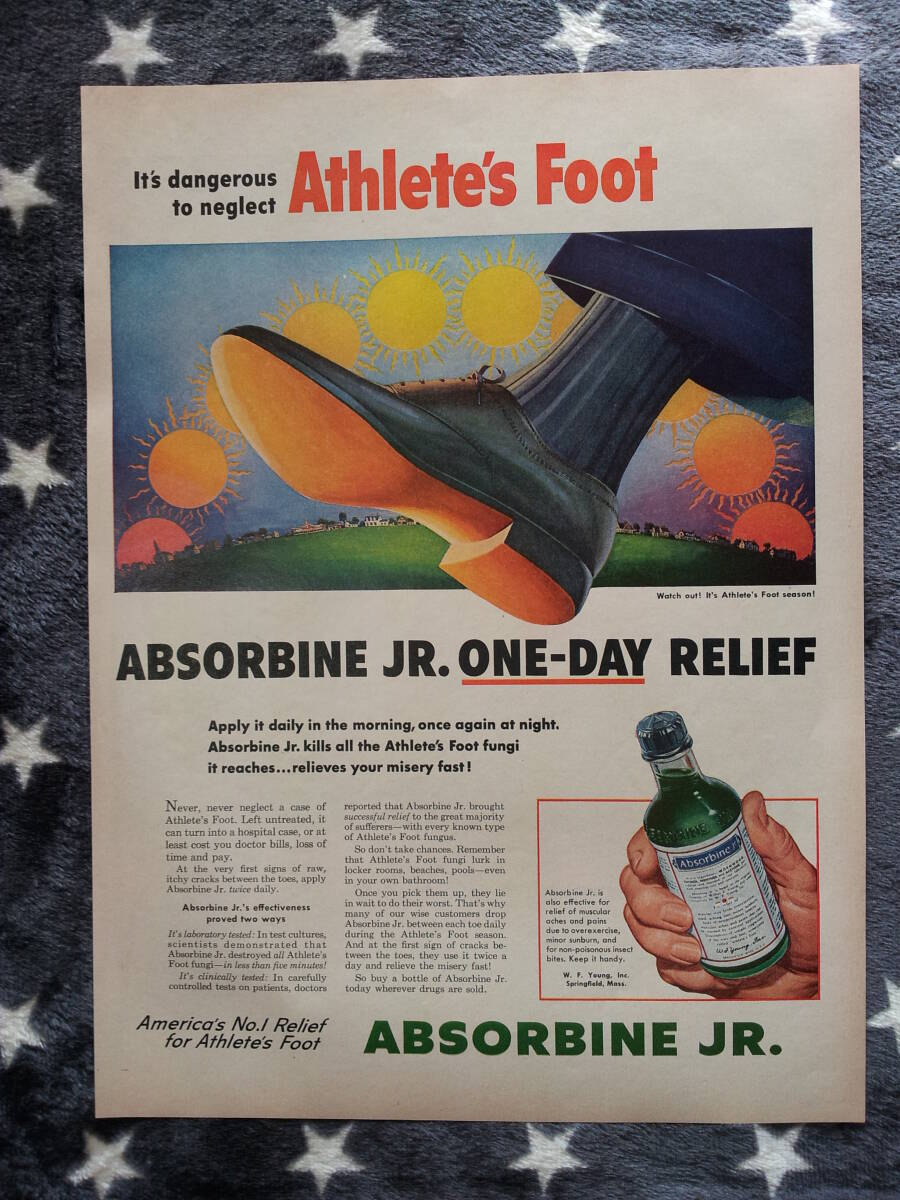 It's dangerous
to neglect
Athlete's Foot
Watch out! It's Athlete's Foot season!
ABSORBINE JR. ONE-DAY RELIEF
Apply it daily in the morning, once again at night.
Absorbine Jr. kills all the Athlete's Foot fungi
it reaches...relieves your misery fast!
Never, never neglect a case of
Athlete's Foot. Left untreated, it
can turn into a hospital case, or at
least cost you doctor bills, loss of
time and pay.
At the very first signs of raw,
itchy cracks between the toes, apply
Absorbine Jr. twice daily.
Absorbine Jr.'s effectiveness
proved two ways
It's laboratory tested: In test cultures,
scientists demonstrated that
Absorbine Jr. destroyed all Athlete's
Foot fungi—in less than five minutes!
It's clinically tested: In carefully
controlled tests on patients, doctors
reported that Absorbine Jr. brought
successful relief to the great majority
of sufferers—with every known type
of Athlete's Foot fungus.
So don't take chances. Remember
that Athlete's Foot fungi lurk in
locker rooms, beaches, pools—even
in your own bathroom!
Once you pick them up, they lie
in wait to do their worst. That's why
many of our wise customers drop
Absorbine Jr. between each toe daily
during the Athlete's Foot season.
And at the first sign of cracks be-
tween the toes, they use it twice a
day and relieve the misery fast!
So buy a bottle of Absorbine Jr.
today wherever drugs are sold.
Absorbine Jr. is
also effective for
relief of muscular
aches and pains
due to overexercise,
minor sunburn, and
for non-poisonous insect
bites. Keep it handy.
W. F. Young, Inc.
Springfield, Mass.
Absorbine Jr
America's No.1 Relief
for Athlete's Foot
ABSORBINE JR.